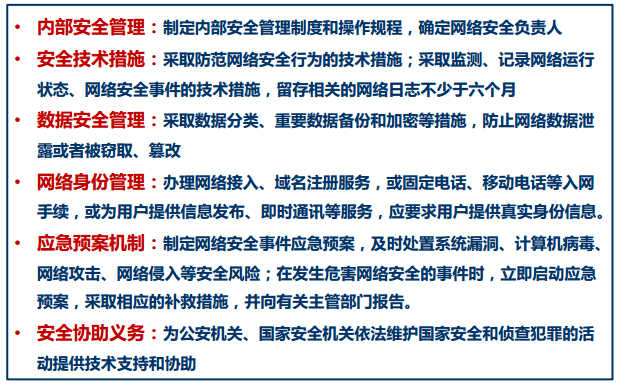 • 内部安全管理：制定内部安全管理制度和操作规程，确定网络安全负责人
• 安全技术措施：采取防范网络安全行为的技术措施；采取监测、记录网络运行
状态、网络安全事件的技术措施，留存相关的网络日志不少于六个月
• 数据安全管理：采取数据分类、重要数据备份和加密等措施，防止网络数据泄
露或者被窃取、篡改
• 网络身份管理：办理网络接入、域名注册服务，或固定电话、移动电话等入网
手续，或为用户提供信息发布、即时通讯等服务，应要求用户提供真实身份信息。
• 应急预案机制：制定网络安全事件应急预案，及时处置系统漏洞、计算机病毒、
网络攻击、网络侵入等安全风险；在发生危害网络安全的事件时，立即启动应急
预案，采取相应的补救措施，并向有关主管部门报告。
• 安全协助义务：为公安机关、国家安全机关依法维护国家安全和侦查犯罪的活
动提供技术支持和协助